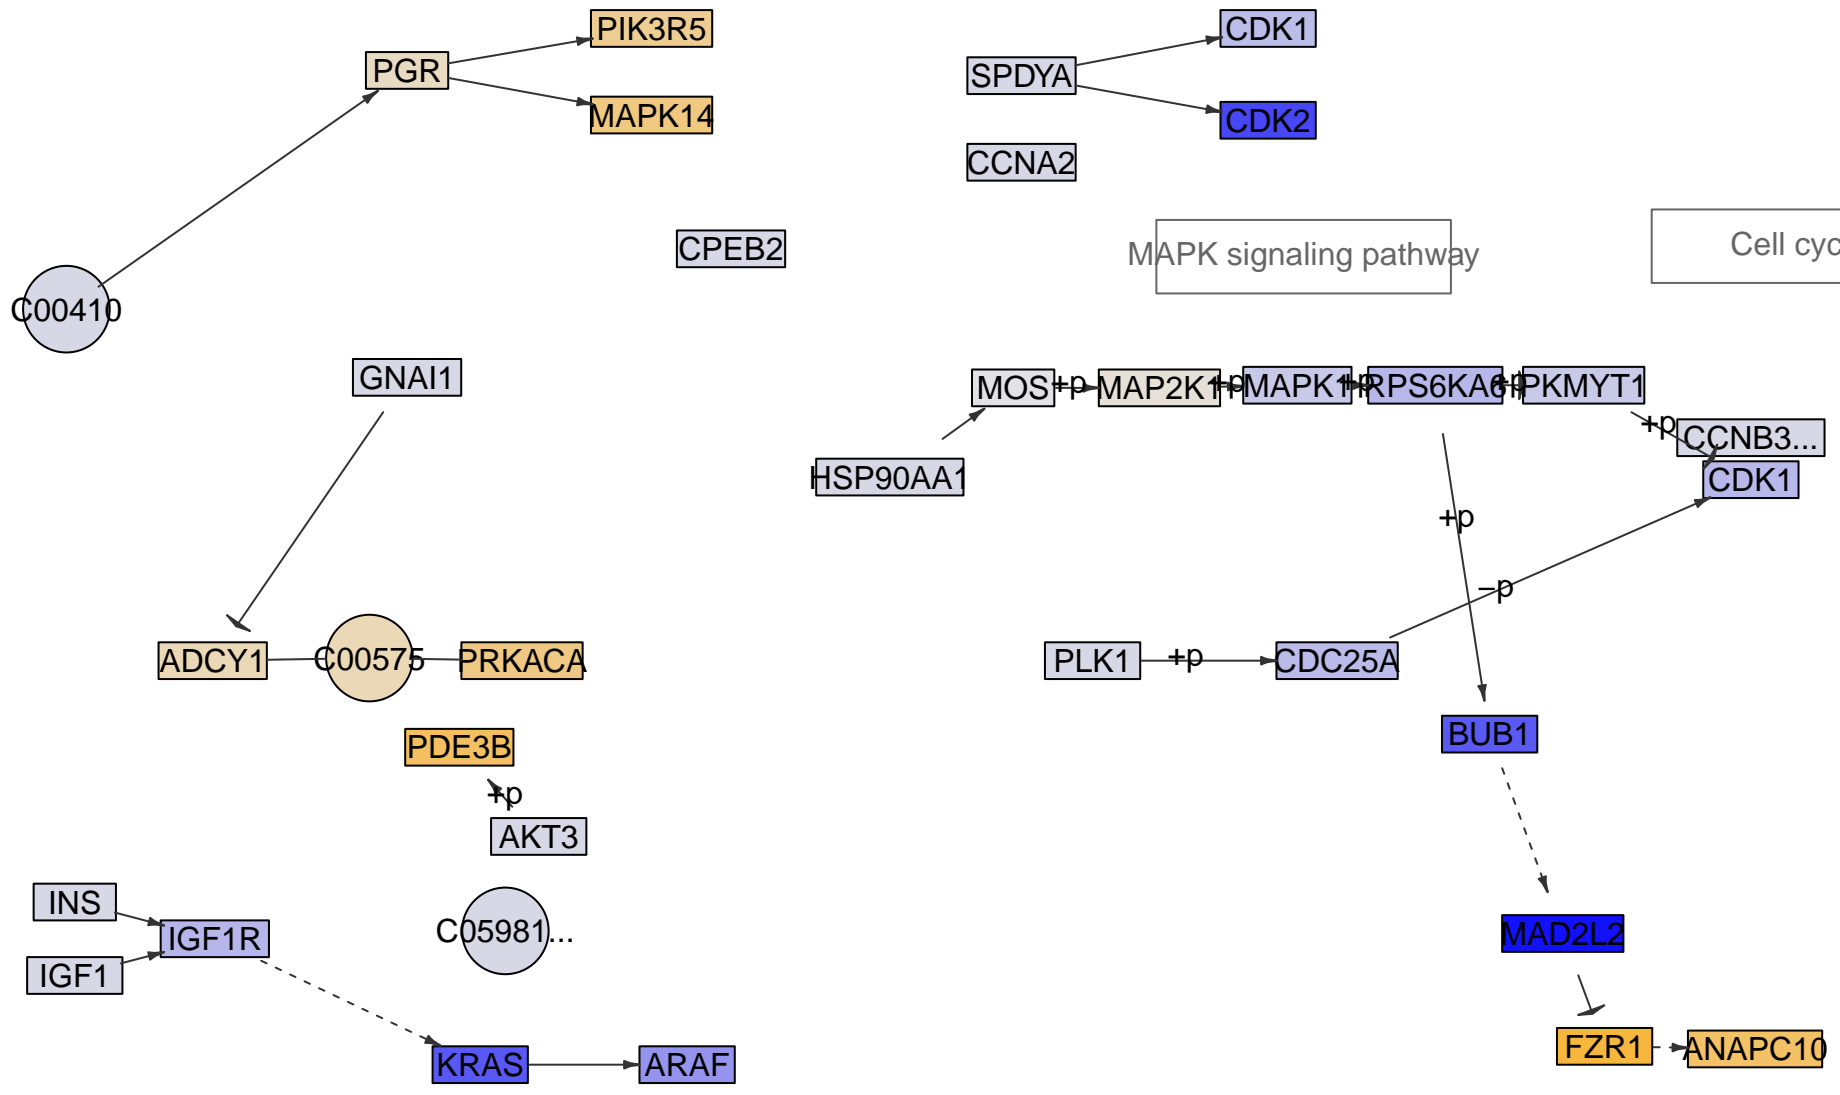 PIK3R5
PGR
MAPK14
CDK1
SPDYA
CDK2
CCNA2
CPEB2
MAPK signaling pathway
Cell cyc
C00410
GNAI1
MOS
+p
MAP2K1
+p
MAPK1
+p
RPS6KA6
+p
PKMYT1
+p
CCNB3...
CDK1
HSP90AA1
+p
−p
ADCY1
C00575
PRKACA
PLK1
+p
CDC25A
BUB1
PDE3B
+p
AKT3
INS
IGF1R
IGF1
C05981...
MAD2L2
KRAS
ARAF
FZR1
ANAPC10